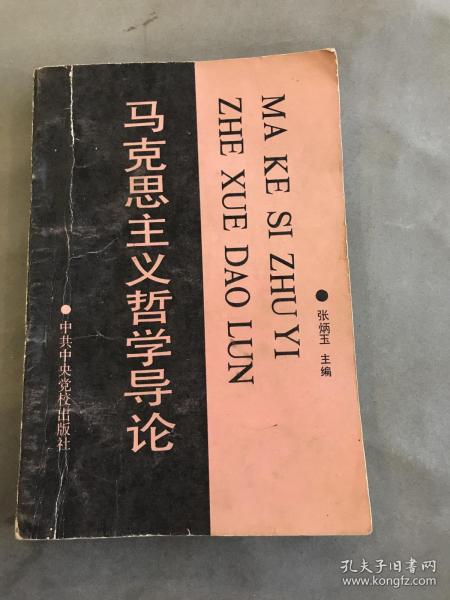 马克思主义哲学导论
MA KE SI ZHU YI
ZHE XUE DAO LUN
●张炳玉 主编
●中共中央党校出版社
孔夫子旧书网
www.kongfz.com